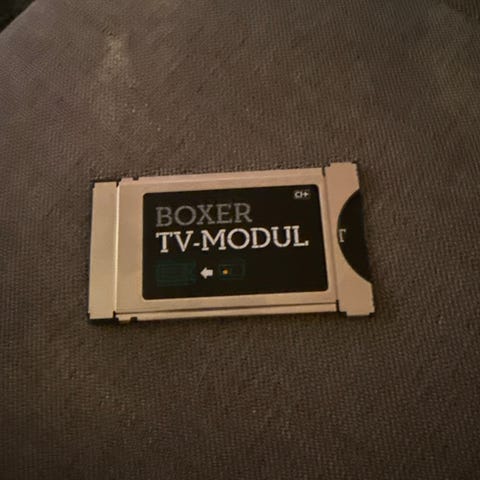 CI+
BOXER
TV-MODUL
T